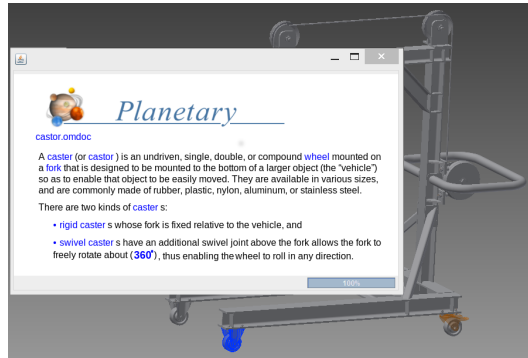 Planetary
castor.omdoc
A caster (or castor ) is an undriven, single, double, or compound wheel mounted on
a fork that is designed to be mounted to the bottom of a larger object (the “vehicle”)
so as to enable that object to be easily moved. They are available in various sizes,
and are commonly made of rubber, plastic, nylon, aluminum, or stainless steel.
There are two kinds of caster s:
• rigid caster s whose fork is fixed relative to the vehicle, and
• swivel caster s have an additional swivel joint above the fork allows the fork to
freely rotate about (360°), thus enabling the wheel to roll in any direction.
100%